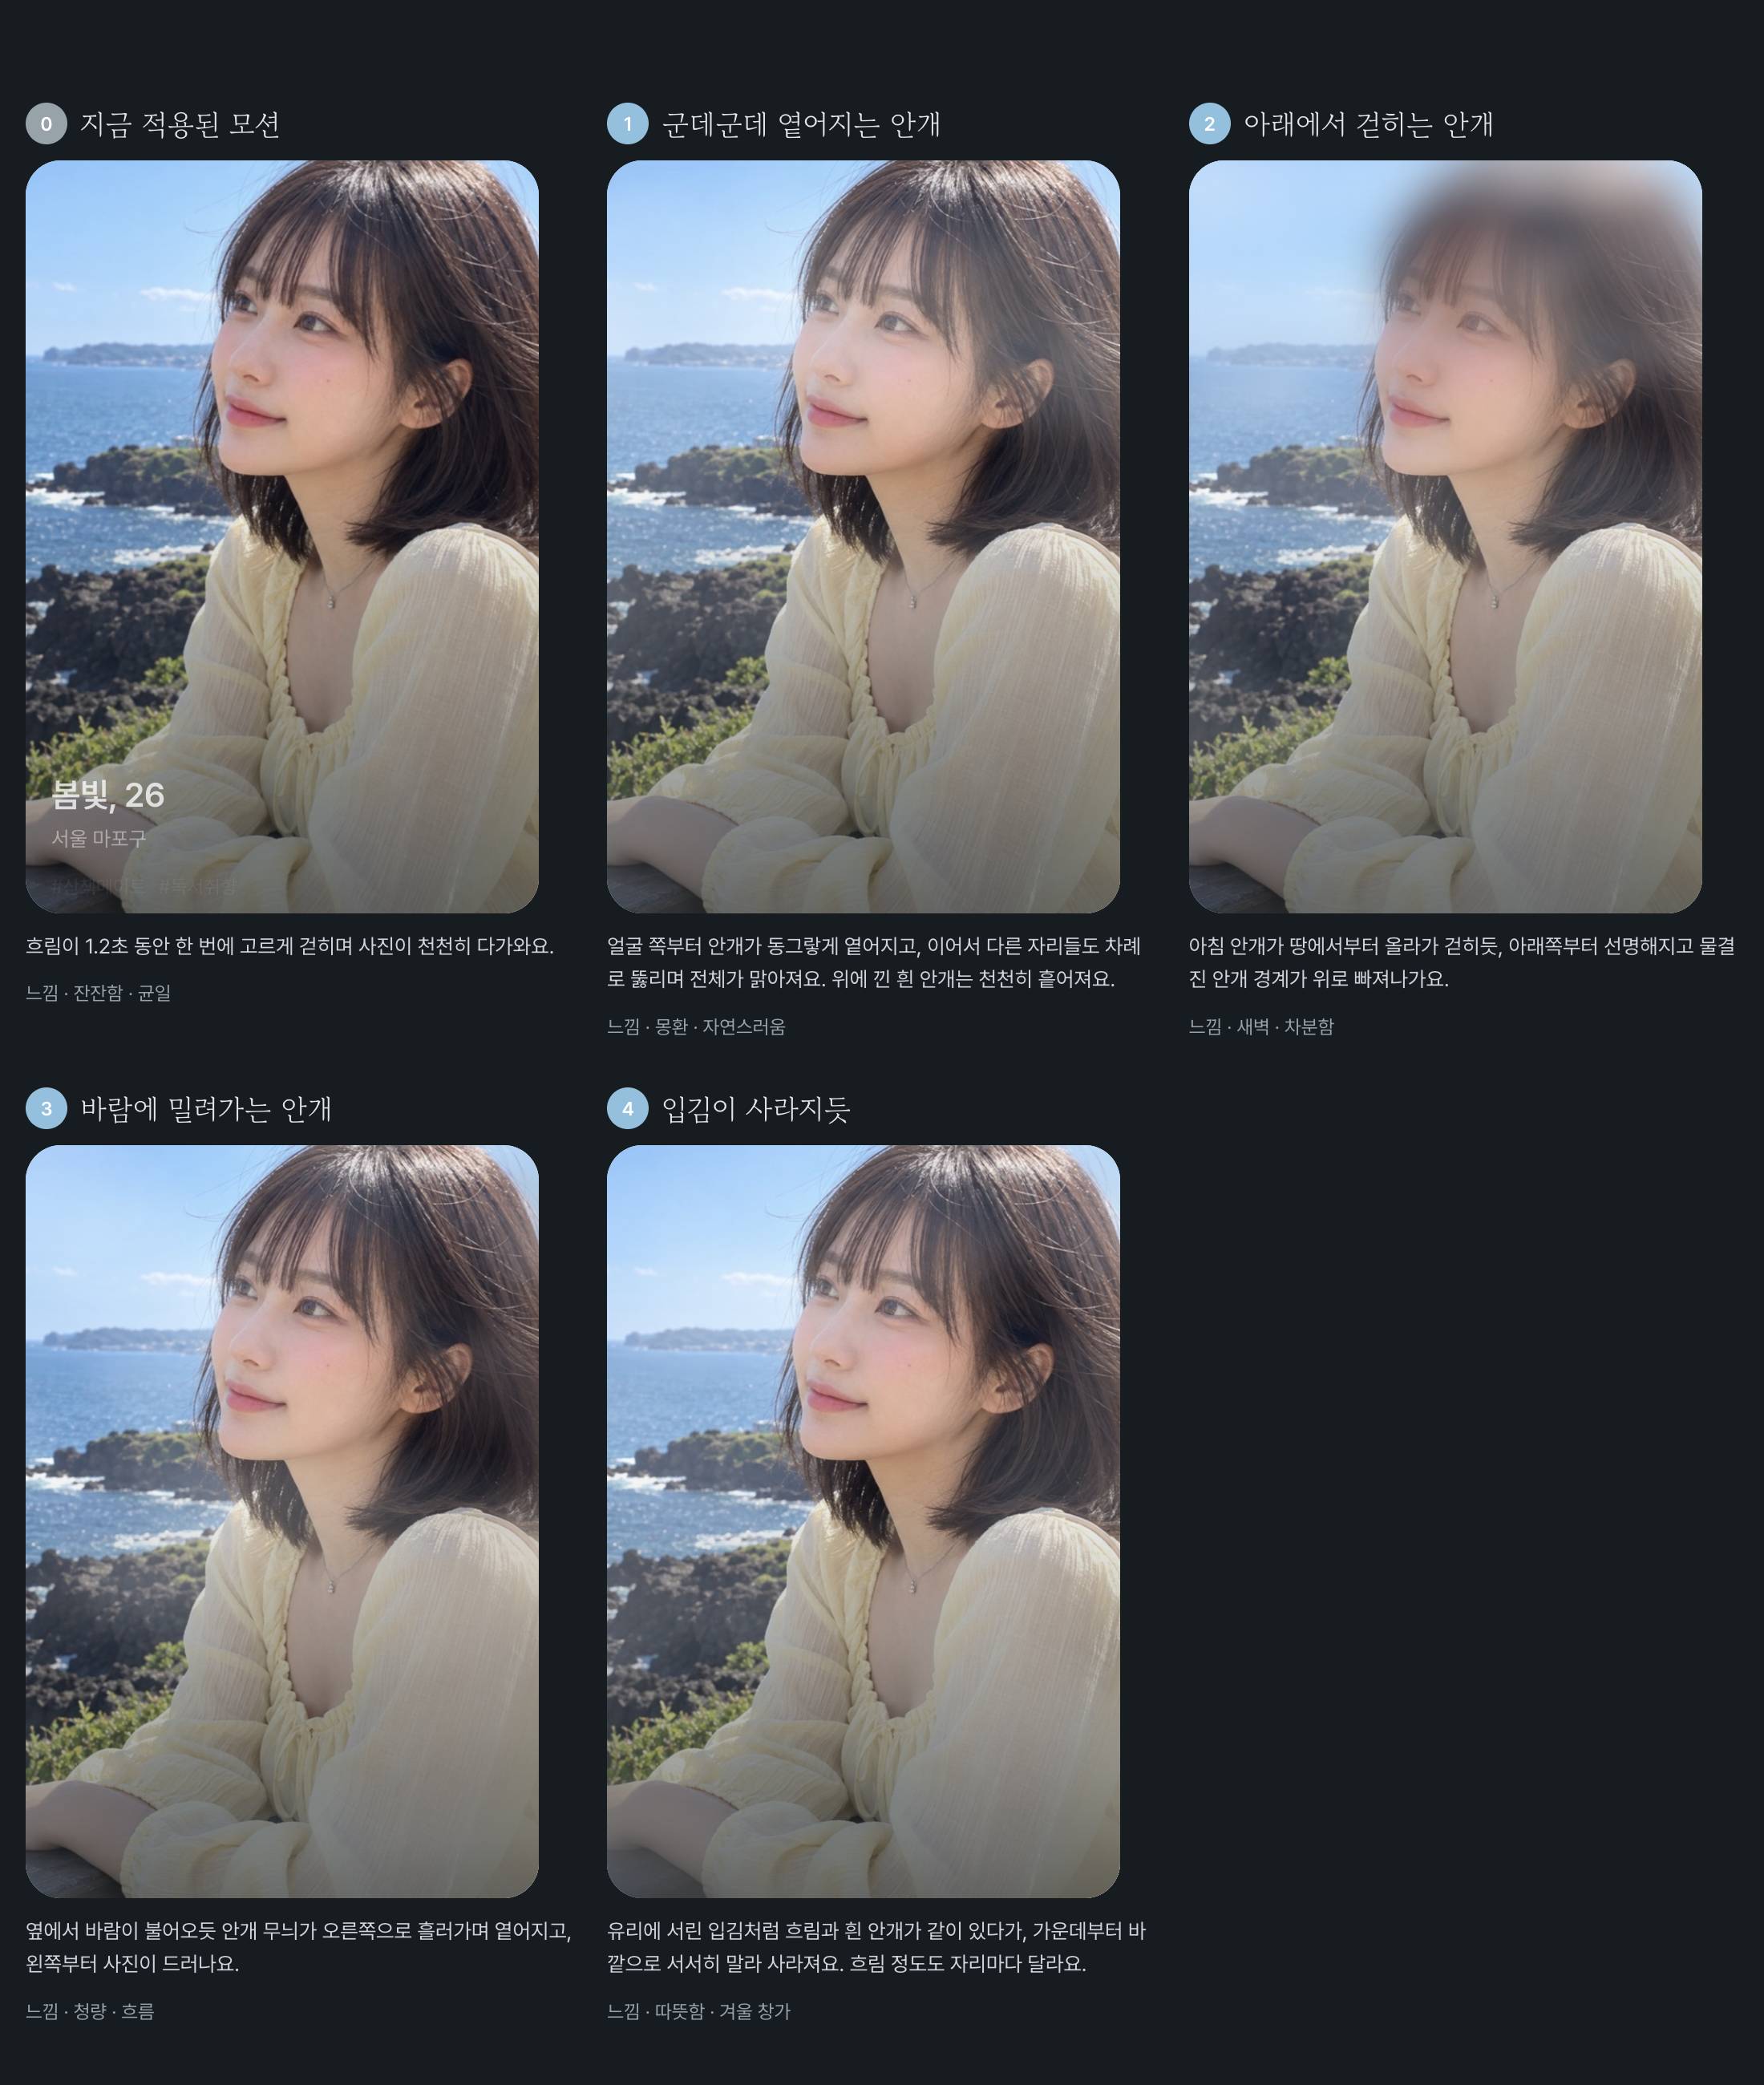 0 지금 적용된 모션
1 군데군데 옅어지는 안개
2 아래에서 걷히는 안개
봄빛, 26
서울 마포구
흐림이 1.2초 동안 한 번에 고르게 걷히며 사진이 천천히 다가와요.
느낌 · 잔잔함 · 균일
얼굴 쪽부터 안개가 동그랗게 옅어지고, 이어서 다른 자리들도 차례
로 뚫리며 전체가 맑아져요. 위에 낀 흰 안개는 천천히 흩어져요.
느낌 · 몽환 · 자연스러움
아침 안개가 땅에서부터 올라가 걷히듯, 아래쪽부터 선명해지고 물결
진 안개 경계가 위로 빠져나가요.
느낌 · 새벽 · 차분함
3 바람에 밀려가는 안개
4 입김이 사라지듯
옆에서 바람이 불어오듯 안개 무늬가 오른쪽으로 흘러가며 옅어지고,
왼쪽부터 사진이 드러나요.
느낌 · 청량 · 흐름
유리에 서린 입김처럼 흐림과 흰 안개가 같이 있다가, 가운데부터 바
깥으로 서서히 말라 사라져요. 흐림 정도도 자리마다 달라요.
느낌 · 따뜻함 · 겨울 창가